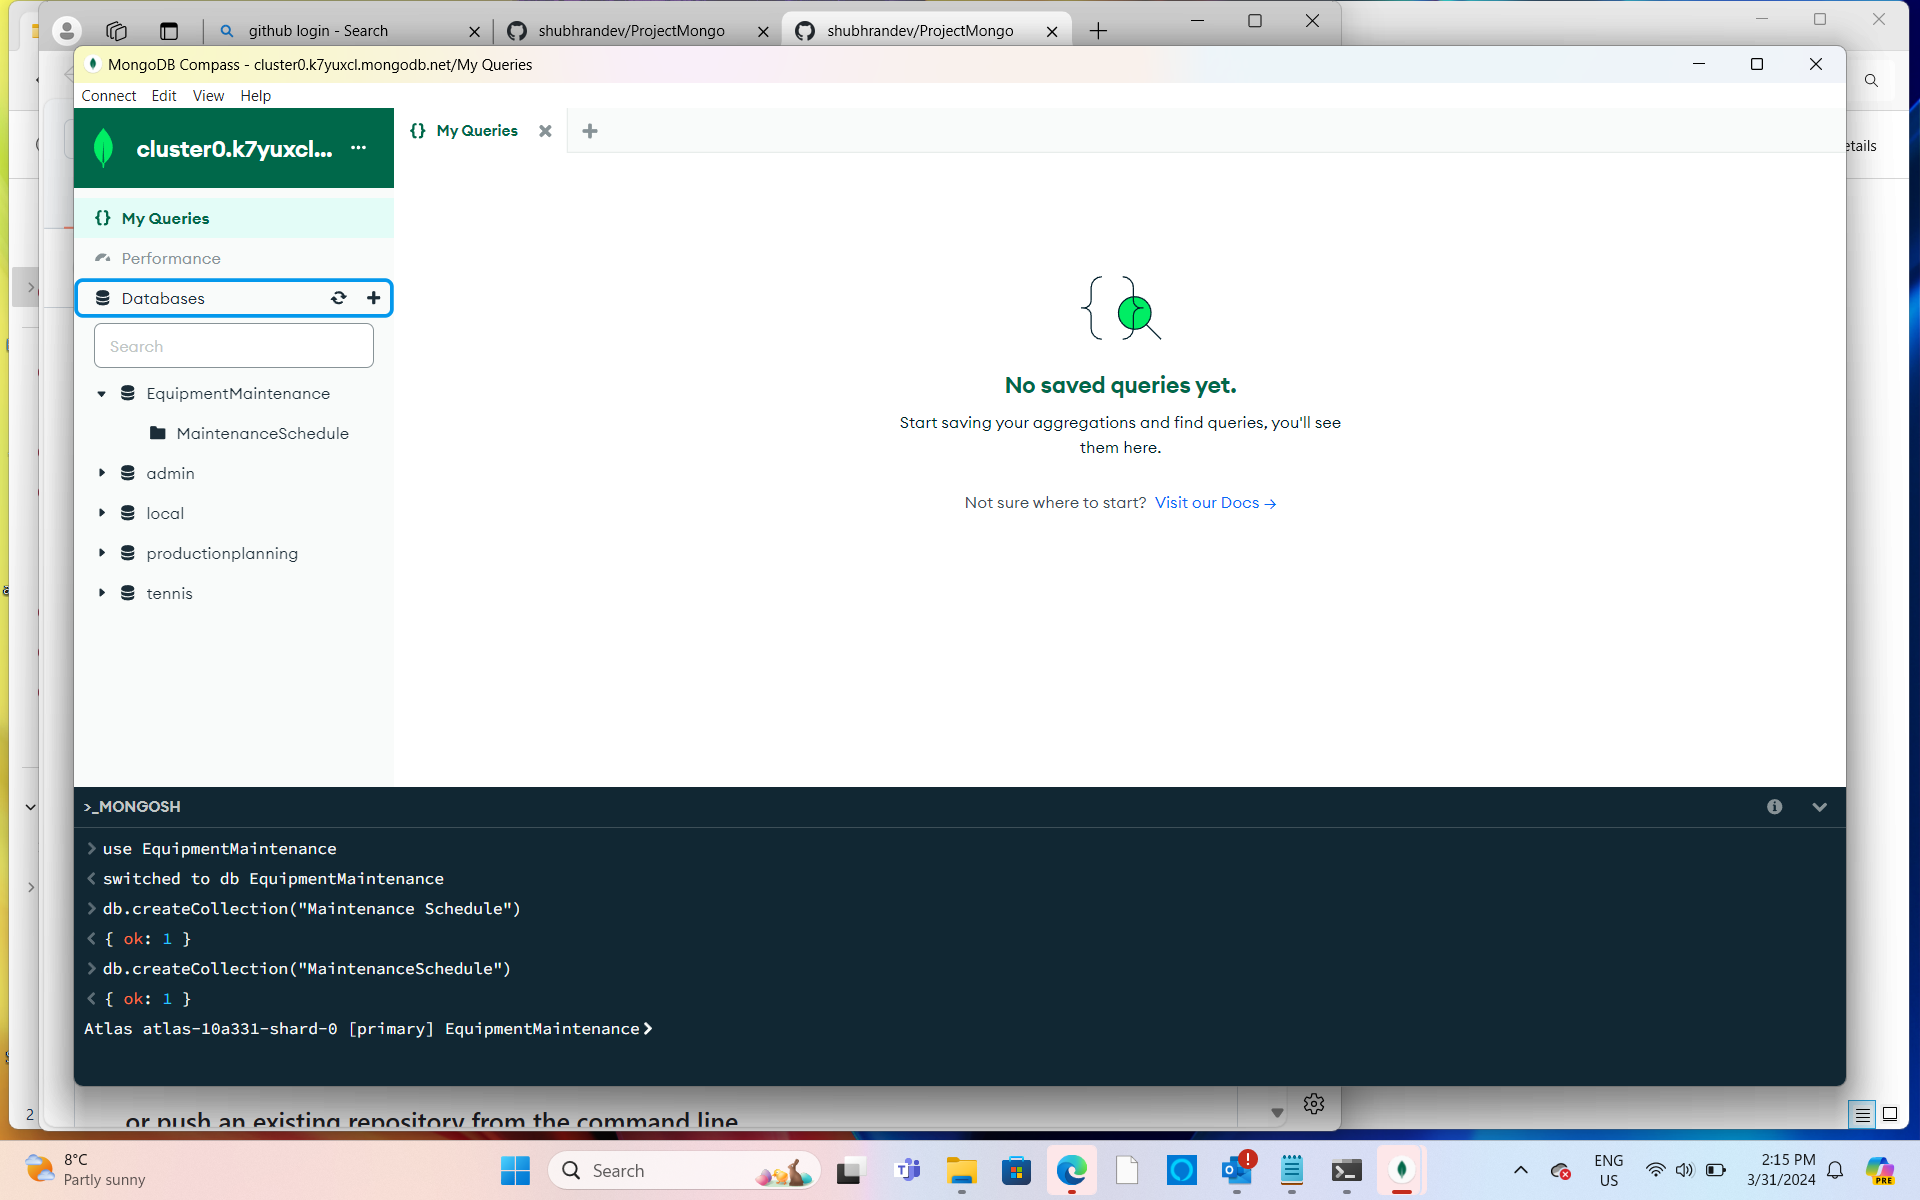 github login - Search
shubhrandev/ProjectMongo
shubhrandev/ProjectMongo
MongoDB Compass - cluster0.k7yuxcl.mongodb.net/My Queries
Connect Edit View Help
cluster0.k7yuxcl...
My Queries
My Queries
etails
Performance
Databases
Search
EquipmentMaintenance
MaintenanceSchedule
admin
local
productionplanning
tennis
No saved queries yet.
Start saving your aggregations and find queries, you'll see
them here.
Not sure where to start? Visit our Docs →
>_MONGOSH
> use EquipmentMaintenance
< switched to db EquipmentMaintenance
> db.createCollection("Maintenance Schedule")
< { ok: 1 }
> db.createCollection("MaintenanceSchedule")
< { ok: 1 }
Atlas atlas-10a331-shard-0 [primary] EquipmentMaintenance>
2
or push an existing repository from the command line
8°C
Partly sunny
Search
ENG
US
2:15 PM
3/31/2024
PRE